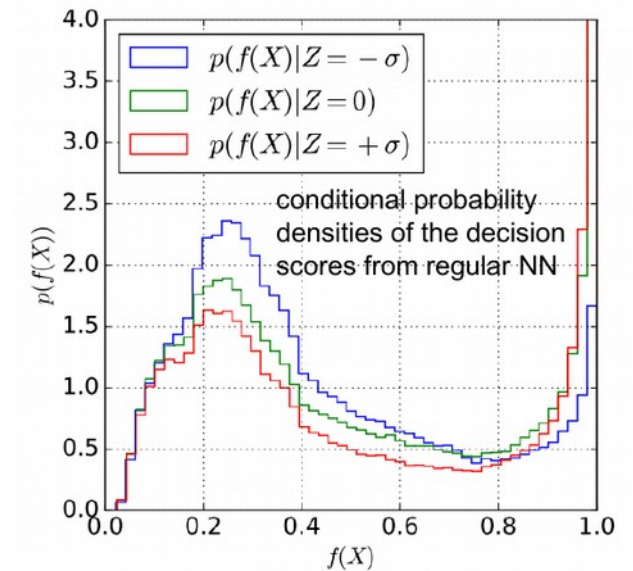 4.0
3.5
3.0
2.5
2.0
1.5
1.0
0.5
0.0
p(f(X))
p(f(X)|Z = − σ)
p(f(X)|Z = 0)
p(f(X)|Z = + σ)
conditional probability
densities of the decision
scores from regular NN
0.0 0.2 0.4 0.6 0.8 1.0
f(X)